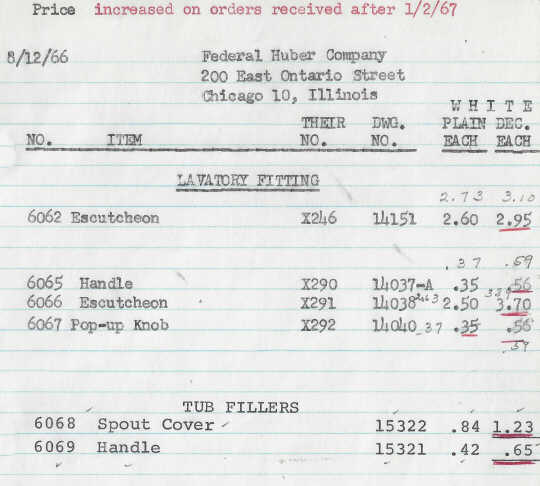 Price increased on orders received after 1/2/67
8/12/66 Federal Huber Company
200 East Ontario Street
Chicago 10, Illinois
W H I T E
THEIR DWG. PLAIN DEC.
NO. ITEM NO. NO. EACH EACH
LAVATORY FITTING
2.73 3.10
6062 Escutcheon X246 14151 2.60 2.95
.37 .59
6065 Handle X290 14037-A .35 .56
6066 Escutcheon X291 14038 2.63 2.50 3.70
6067 Pop-up Knob X292 14040 .37 .35 .56
.59
TUB FILLERS
6068 Spout Cover 15322 .84 1.23
6069 Handle 15321 .42 .65